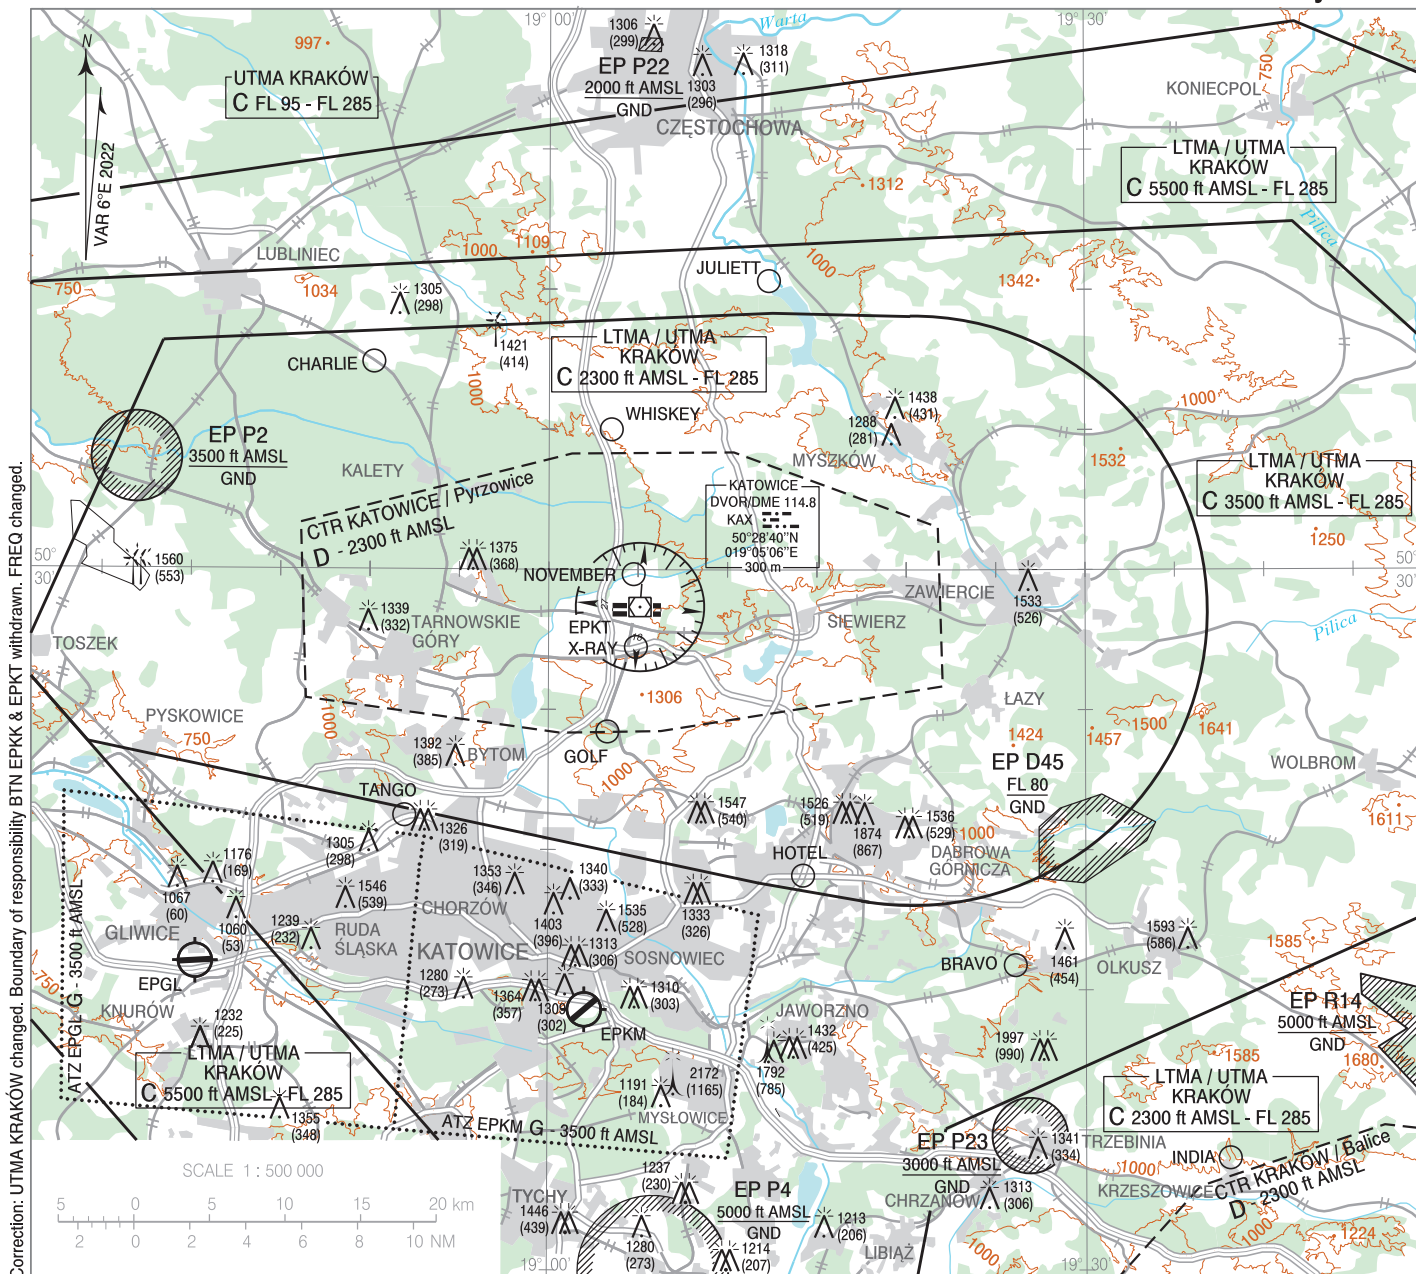 19° 00'
19° 30'
N
VAR 6°E 2022
997
UTMA KRAKÓW
C FL 95 - FL 285
1306
(299)
EP P22
2000 ft AMSL
GND
1303
(296)
1318
(311)
Warta
CZĘSTOCHOWA
KONIECPOL
750
LTMA / UTMA
KRAKÓW
C 5500 ft AMSL - FL 285
1312
Pilica
LUBLINIEC
750
1034
1000
1109
1305
(298)
JULIETT
1000
1342
1421
(414)
CHARLIE
LTMA / UTMA
KRAKÓW
C 2300 ft AMSL - FL 285
1000
WHISKEY
1438
(431)
1288
(281)
MYSZKÓW
1000
1532
EP P2
3500 ft AMSL
GND
KALETY
LTMA / UTMA
KRAKÓW
C 3500 ft AMSL - FL 285
1250
CTR KATOWICE / Pyrzowice
D - 2300 ft AMSL
KATOWICE
DVOR/DME 114.8
KAX
50°28'40"N
019°05'06"E
300 m
50°
30'
50°
30'
1560
(553)
1375
(368)
NOVEMBER
27
EPKT
X-RAY
18
1339
(332)
TARNOWSKIE
GÓRY
SIEWIERZ
ZAWIERCIE
1533
(526)
Pilica
TOSZEK
1306
ŁAZY
PYSKOWICE
750
1000
1392
(385)
BYTOM
GOLF
1000
1424
1457
1500
1641
EP D45
FL 80
GND
WOLBROM
1611
TANGO
1326
(319)
1305
(298)
1547
(540)
1526
(519)
1874
(867)
1536
(529)
1000
DĄBROWA
GÓRNICZA
HOTEL
ATZ EPGL G - 3500 ft AMSL
1176
(169)
1067
(60)
1060
(53)
1546
(539)
1353
(346)
1340
(333)
CHORZÓW
1403
(396)
1535
(528)
1333
(326)
GLIWICE
1239
(232)
RUDA
ŚLĄSKA
KATOWICE
1313
(306)
SOSNOWIEC
BRAVO
1461
(454)
1593
(586)
OLKUSZ
1585
EPGL
750
KNURÓW
1232
(225)
1280
(273)
1364
(357)
1309
(302)
EPKM
1310
(303)
JAWORZNO
1432
(425)
1792
(785)
1997
(990)
EP R14
5000 ft AMSL
GND
1585
1680
LTMA / UTMA
KRAKÓW
C 5500 ft AMSL - FL 285
1355
(348)
ATZ EPKM G - 3500 ft AMSL
1191
(184)
2172
(1165)
MYSŁOWICE
LTMA / UTMA
KRAKÓW
C 2300 ft AMSL - FL 285
EP P23
3000 ft AMSL
GND
1341
(334)
TRZEBINIA
1000
INDIA
CTR KRAKÓW / Balice
D - 2300 ft AMSL
KRZESZOWICE
1000
1224
CHRZANÓW
1313
(306)
1000
SCALE 1 : 500 000
5 0 5 10 15 20 km
2 0 2 4 6 8 10 NM
TYCHY
1446
(439)
1237
(230)
EP P4
5000 ft AMSL
GND
1280
(273)
1214
(207)
1213
(206)
LIBIĄŻ
19°00'
19°30'
Correction: UTMA KRAKÓW changed. Boundary of responsibility BTN EPKK & EPKT withdrawn. FREQ changed.